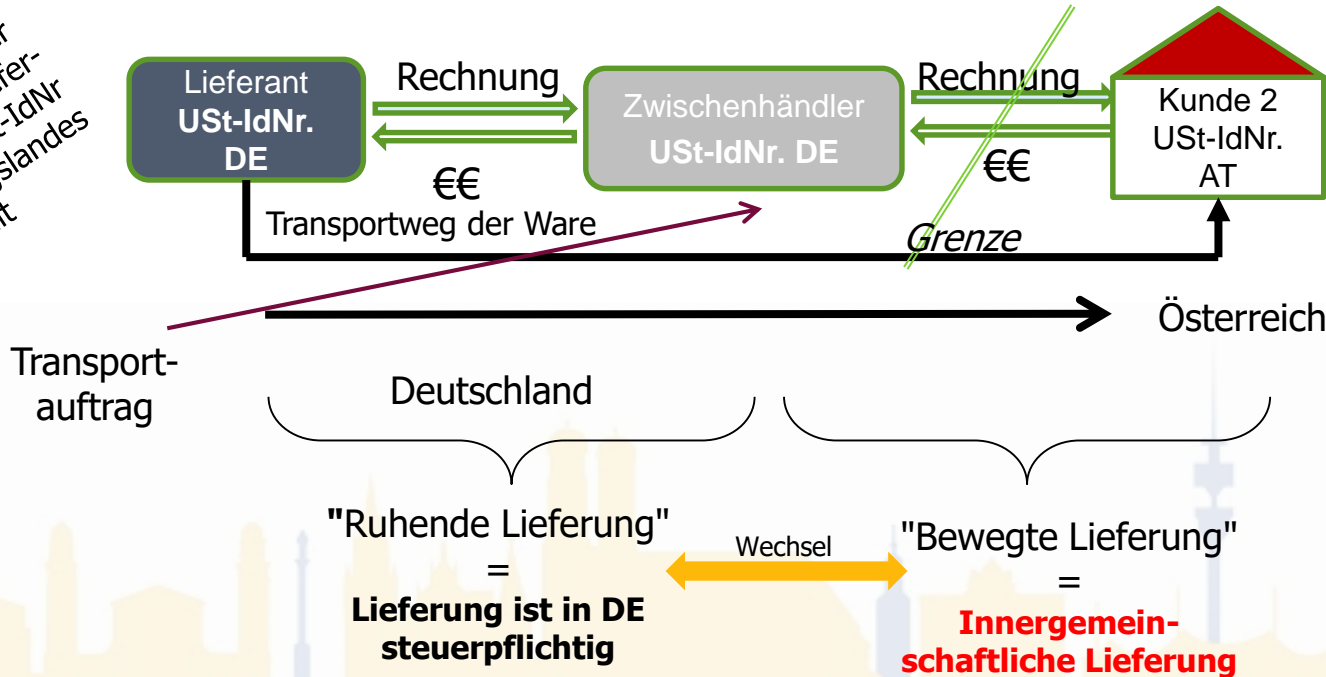 slandes
Lieferant
USt-IdNr.
DE
Rechnung
€€
Zwischenhändler
USt-IdNr. DE
Rechnung
€€
Kunde 2
USt-IdNr.
AT
Transportweg der Ware
Grenze
Österreich
Transport-
auftrag
Deutschland
"Ruhende Lieferung"
=
Lieferung ist in DE
steuerpflichtig
Wechsel
"Bewegte Lieferung"
=
Innergemein-
schaftliche Lieferung